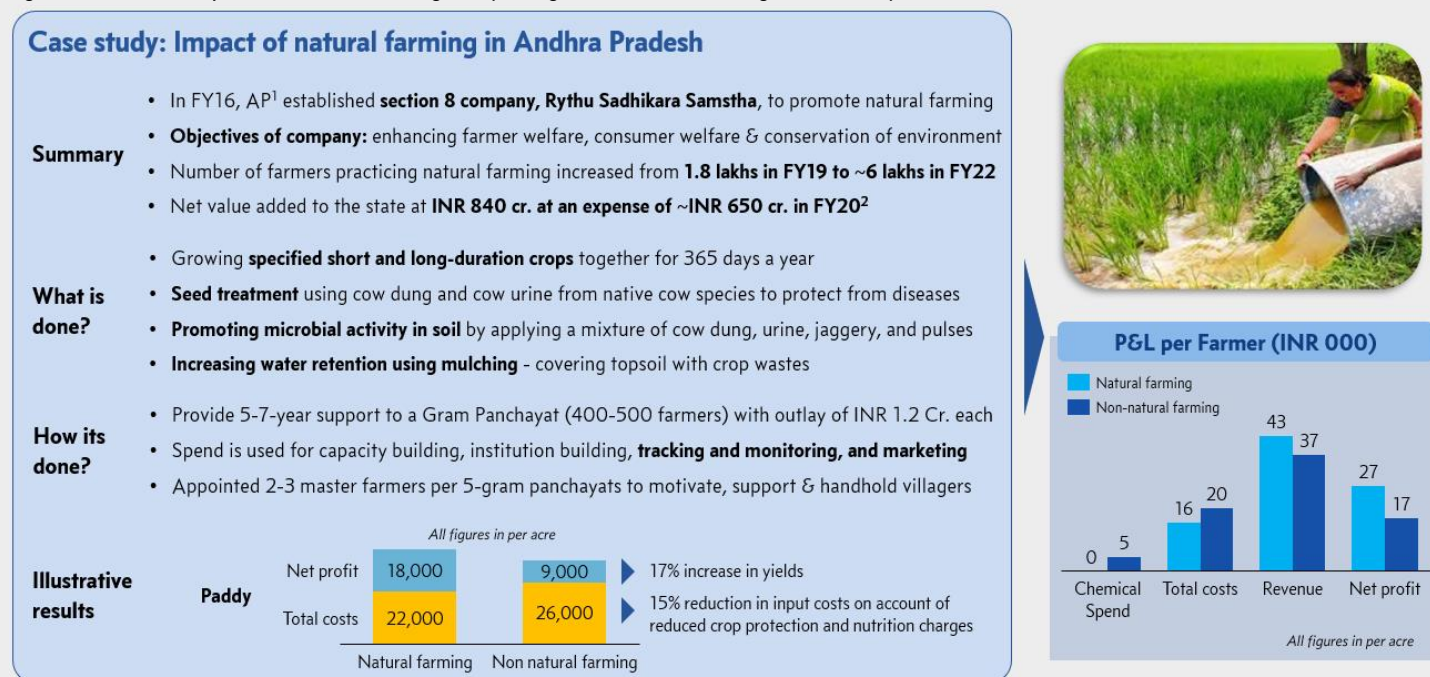 Case study: Impact of natural farming in Andhra Pradesh
Summary
• In FY16, AP1 established section 8 company, Rythu Sadhikara Samstha, to promote natural farming
• Objectives of company: enhancing farmer welfare, consumer welfare & conservation of environment
• Number of farmers practicing natural farming increased from 1.8 lakhs in FY19 to ~6 lakhs in FY22
• Net value added to the state at INR 840 cr. at an expense of ~INR 650 cr. in FY20²
What is
done?
• Growing specified short and long-duration crops together for 365 days a year
• Seed treatment using cow dung and cow urine from native cow species to protect from diseases
• Promoting microbial activity in soil by applying a mixture of cow dung, urine, jaggery, and pulses
• Increasing water retention using mulching - covering topsoil with crop wastes
How its
done?
• Provide 5-7-year support to a Gram Panchayat (400-500 farmers) with outlay of INR 1.2 Cr. each
• Spend is used for capacity building, institution building, tracking and monitoring, and marketing
• Appointed 2-3 master farmers per 5-gram panchayats to motivate, support & handhold villagers
Illustrative
results
Paddy
All figures in per acre
Net profit 18,000 9,000 17% increase in yields
Total costs 22,000 26,000 15% reduction in input costs on account of
reduced crop protection and nutrition charges
Natural farming Non natural farming
P&L per Farmer (INR 000)
Natural farming
Non-natural farming
0 5 16 20 43 37 27 17
Chemical
Spend
Total costs Revenue Net profit
All figures in per acre